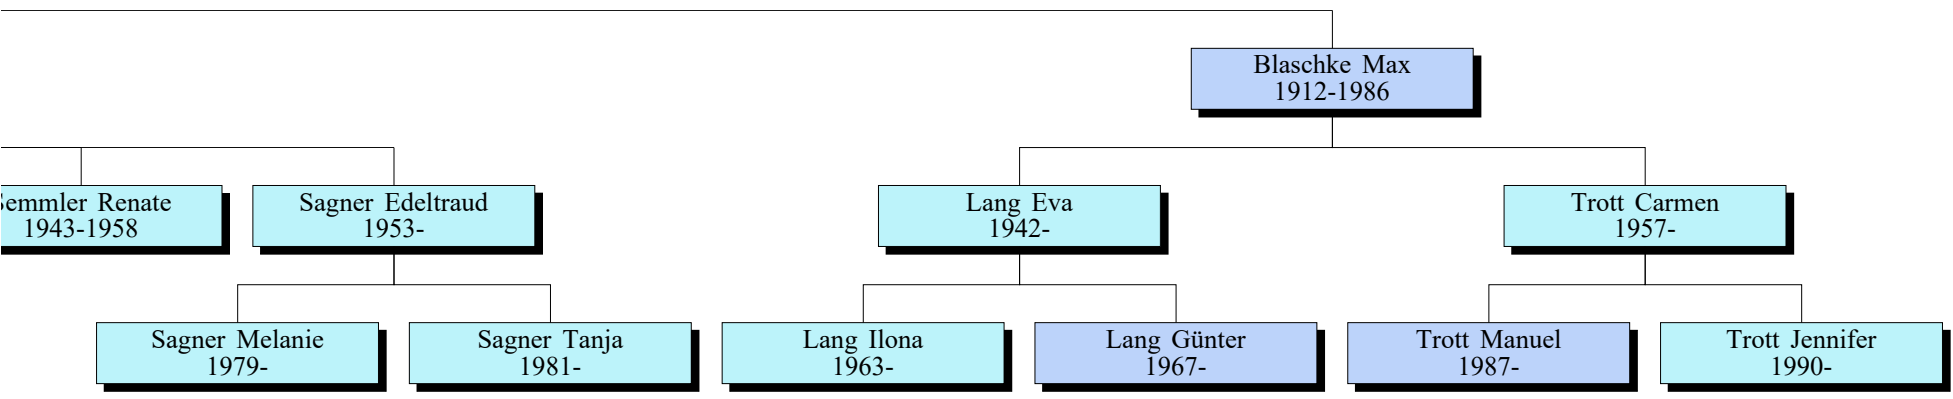 Blaschke Max
1912-1986
Semmler Renate
1943-1958
Sagner Edeltraud
1953-
Lang Eva
1942-
Trott Carmen
1957-
Sagner Melanie
1979-
Sagner Tanja
1981-
Lang Ilona
1963-
Lang Günter
1967-
Trott Manuel
1987-
Trott Jennifer
1990-